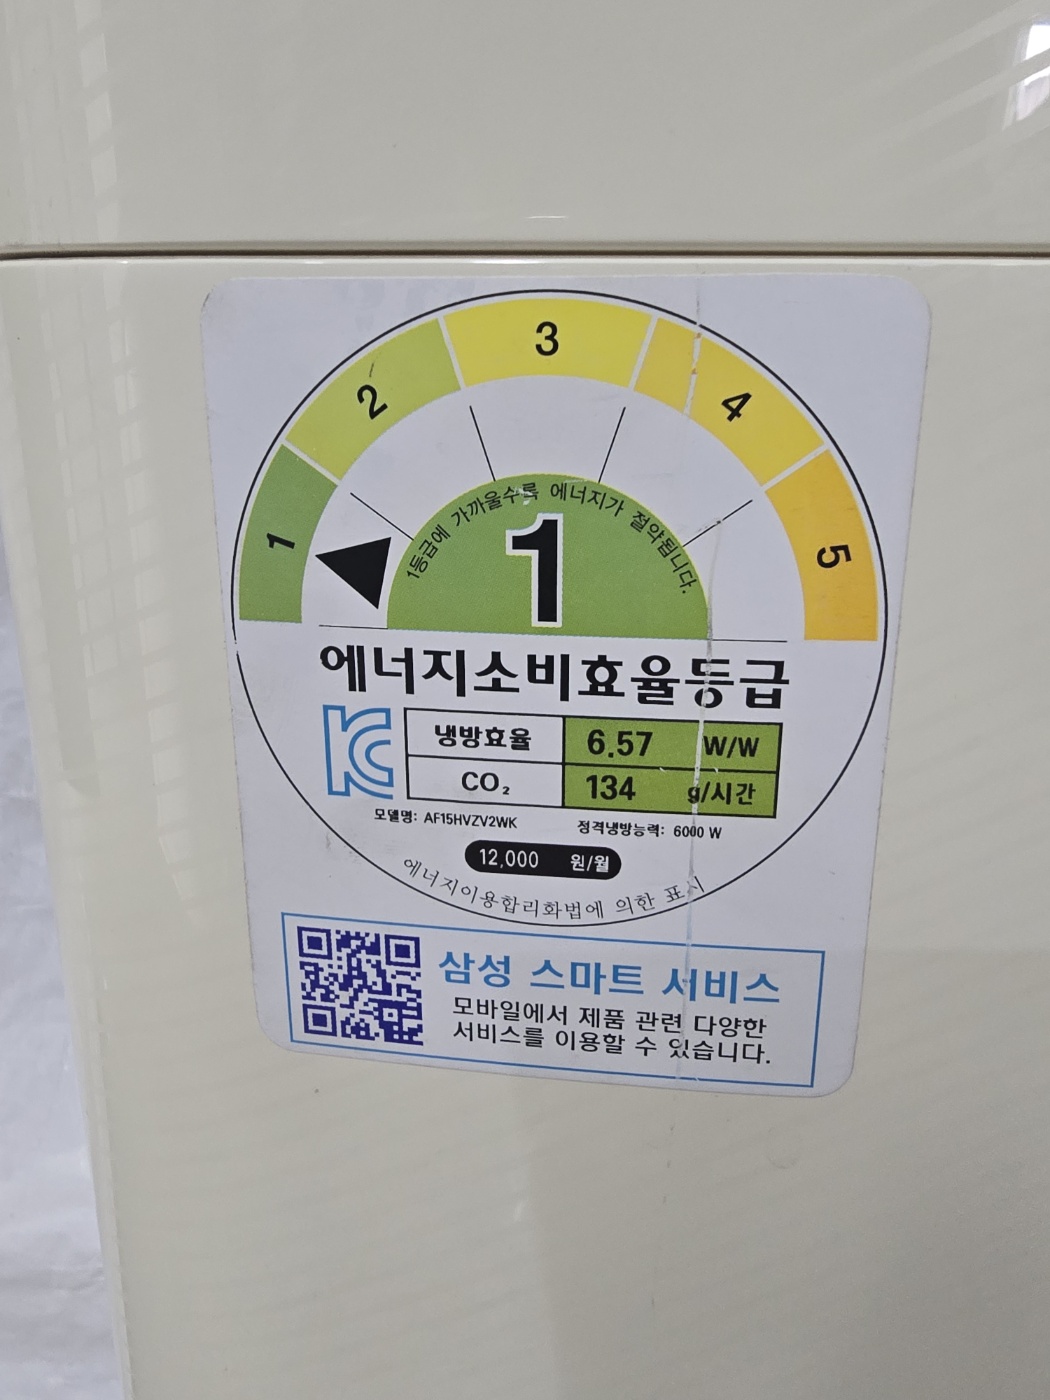 3
2
4
1
5
1등급에 가까울수록 에너지가 절약됩니다.
1
에너지소비효율등급
냉방효율 6.57 W/W
CO₂ 134 g/시간
모델명: AF15HVZV2WK 정격냉방능력: 6000 W
12,000 원/월
에너지이용합리화법에 의한 표시
삼성 스마트 서비스
모바일에서 제품 관련 다양한
서비스를 이용할 수 있습니다.